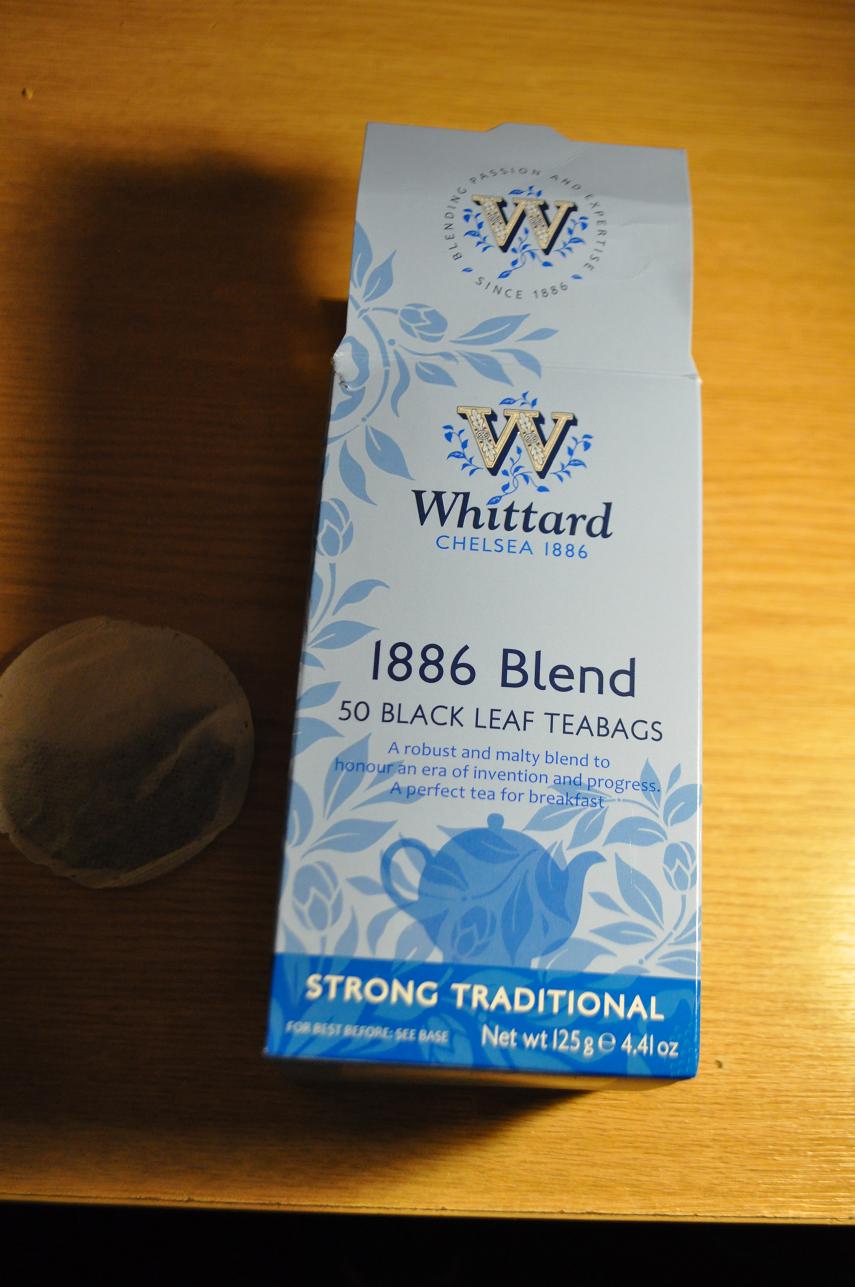 BLENDING PASSION AND EXPERTISE
W
SINCE 1886
W
Whittard
CHELSEA 1886
1886 Blend
50 BLACK LEAF TEABAGS
A robust and malty blend to
honour an era of invention and progress.
A perfect tea for breakfast
STRONG TRADITIONAL
FOR BEST BEFORE: SEE BASE Net wt 125g ℮ 4.41oz